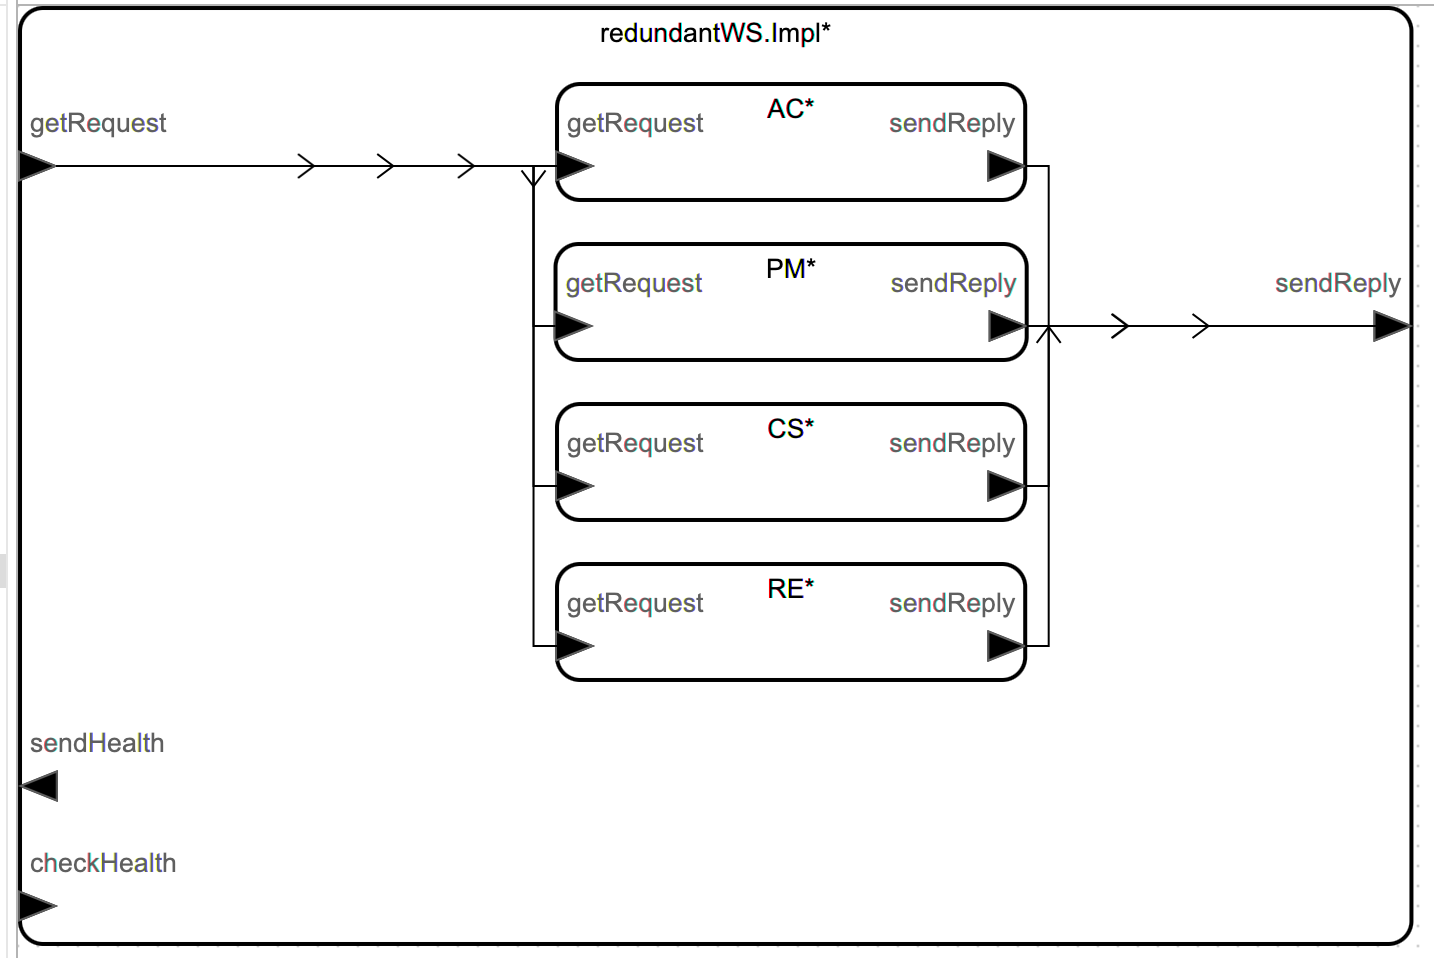 redundantWS.Impl*
getRequest
AC*
getRequest
sendReply
PM*
getRequest
sendReply
sendReply
CS*
getRequest
sendReply
RE*
getRequest
sendReply
sendHealth
checkHealth